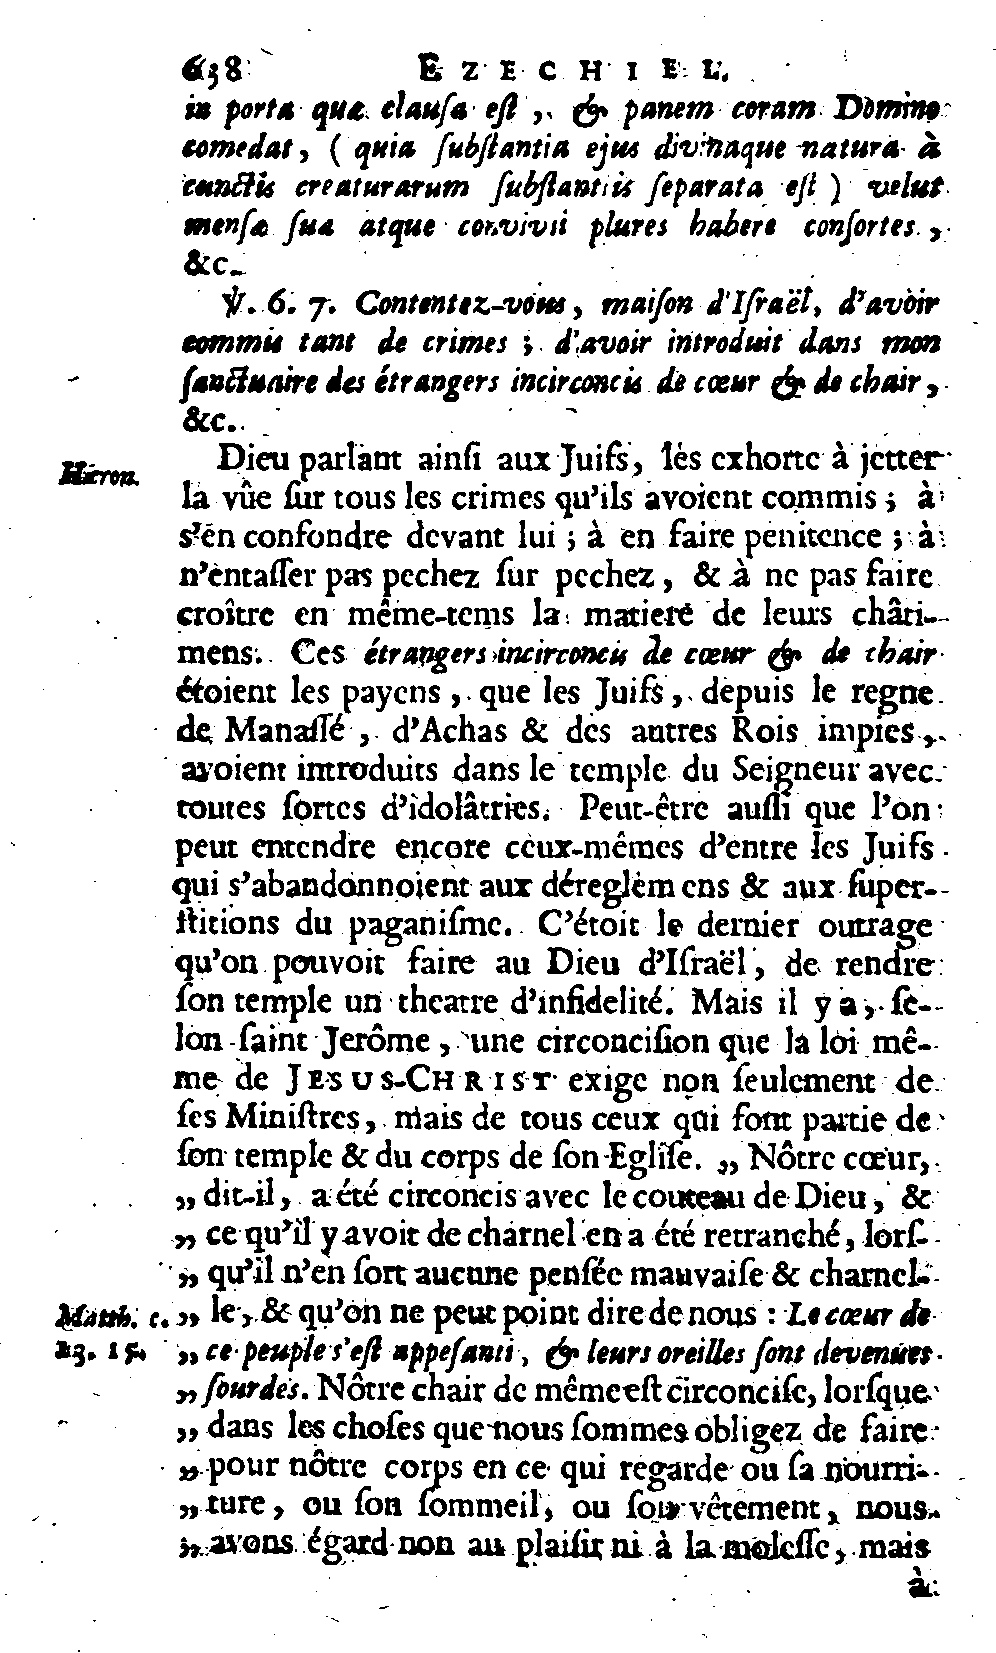 638 EZECHIEL.
in porta quæ clausa est, & panem coram Domino
comedat, (quia substantia ejus divinaque natura à
cunctis creaturarum substantiis separata est) velut
mensæ suæ atque convivii plures habere consortes,
&c.
℣. 6. 7. Contentez-vous, maison d'Israël, d'avoir
commis tant de crimes; d'avoir introduit dans mon
sanctuaire des étrangers incirconcis de cœur & de chair,
&c.
Hieron.
Dieu parlant ainsi aux Juifs, les exhorte à jetter
la vûe sur tous les crimes qu'ils avoient commis; à
s'en confondre devant lui; à en faire penitence; à
n'entasser pas pechez sur pechez, & à ne pas faire
croître en même-tems la matiere de leurs châti-
mens. Ces étrangers incirconcis de cœur & de chair
étoient les payens, que les Juifs, depuis le regne
de Manassé, d'Achas & des autres Rois impies,
avoient introduits dans le temple du Seigneur avec
toutes sortes d'idolâtries. Peut-être aussi que l'on
peut entendre encore ceux-mêmes d'entre les Juifs
qui s'abandonnoient aux déreglemens & aux super-
stitions du paganisme. C'étoit le dernier outrage
qu'on pouvoit faire au Dieu d'Israël, de rendre
son temple un theatre d'infidelité. Mais il y a, se-
lon saint Jerôme, une circoncision que la loi mê-
me de JESUS-CHRIST exige non seulement de
ses Ministres, mais de tous ceux qui font partie de
son temple & du corps de son Eglise. „ Nôtre cœur,
„ dit-il, a été circoncis avec le couteau de Dieu, &
„ ce qu'il y avoit de charnel en a été retranché, lors-
„ qu'il n'en sort aucune pensée mauvaise & charnel-
Matth. c. 13. 15.
„ le, & qu'on ne peut point dire de nous : Le cœur de
„ ce peuple s'est appesanti, & leurs oreilles sont devenues
„ sourdes. Nôtre chair de même est circoncise, lorsque
„ dans les choses que nous sommes obligez de faire
„ pour nôtre corps en ce qui regarde ou sa nourri-
„ ture, ou son sommeil, ou son vêtement, nous
„ avons égard non au plaisir ni à la molesse, mais
à